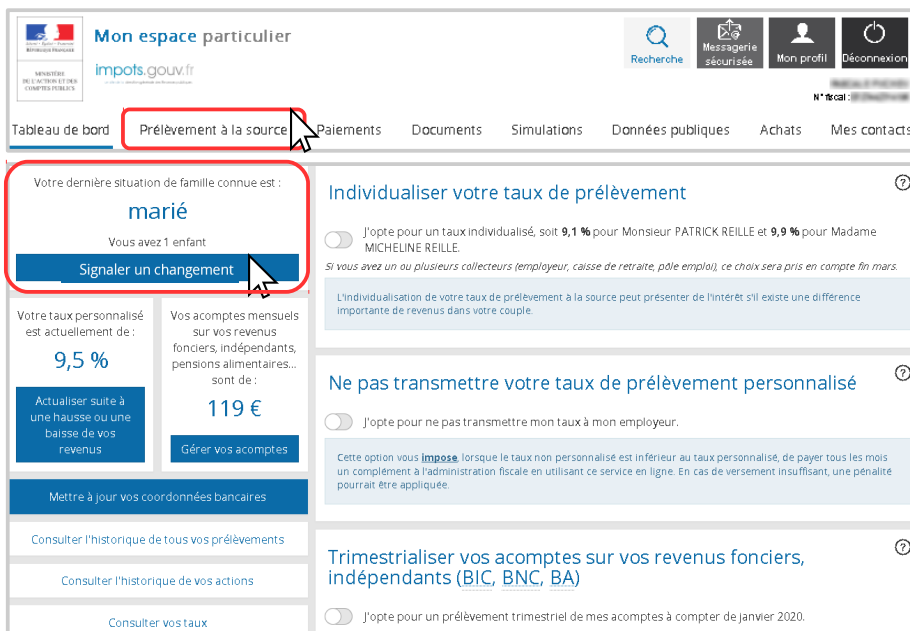 Liberté • Égalité • Fraternité
RÉPUBLIQUE FRANÇAISE
MINISTÈRE
DE L'ACTION ET DES
COMPTES PUBLICS
Mon espace particulier
impots.gouv.fr
Recherche
Messagerie
sécurisée
Mon profil
Déconnexion
N° fiscal :
Tableau de bord
Prélèvement à la source
Paiements
Documents
Simulations
Données publiques
Achats
Mes contacts
Votre dernière situation de famille connue est :
marié
Vous avez 1 enfant
Signaler un changement
Votre taux personnalisé
est actuellement de :
9,5 %
Actualiser suite à
une hausse ou une
baisse de vos
revenus
Vos acomptes mensuels
sur vos revenus
fonciers, indépendants,
pensions alimentaires...
sont de :
119 €
Gérer vos acomptes
Mettre à jour vos coordonnées bancaires
Consulter l'historique de tous vos prélèvements
Consulter l'historique de vos actions
Consulter vos taux
Individualiser votre taux de prélèvement
?
J'opte pour un taux individualisé, soit 9,1 % pour Monsieur PATRICK REILLE et 9,9 % pour Madame
MICHELINE REILLE.
Si vous avez un ou plusieurs collecteurs (employeur, caisse de retraite, pôle emploi), ce choix sera pris en compte fin mars.
L'individualisation de votre taux de prélèvement à la source peut présenter de l'intérêt s'il existe une différence
importante de revenus dans votre couple.
Ne pas transmettre votre taux de prélèvement personnalisé
?
J'opte pour ne pas transmettre mon taux à mon employeur.
Cette option vous impose, lorsque le taux non personnalisé est inférieur au taux personnalisé, de payer tous les mois
un complément à l'administration fiscale en utilisant ce service en ligne. En cas de versement insuffisant, une pénalité
pourrait être appliquée.
Trimestrialiser vos acomptes sur vos revenus fonciers,
indépendants (BIC, BNC, BA)
?
J'opte pour un prélèvement trimestriel de mes acomptes à compter de janvier 2020.